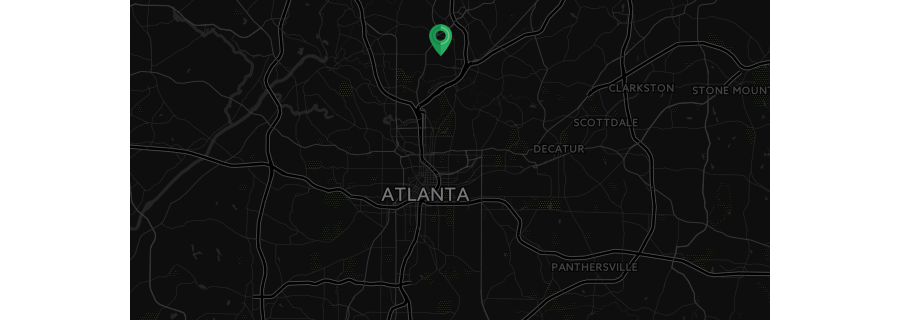 CLARKSTON
STONE MOUNT
SCOTTDALE
DECATUR
ATLANTA
PANTHERSVILLE